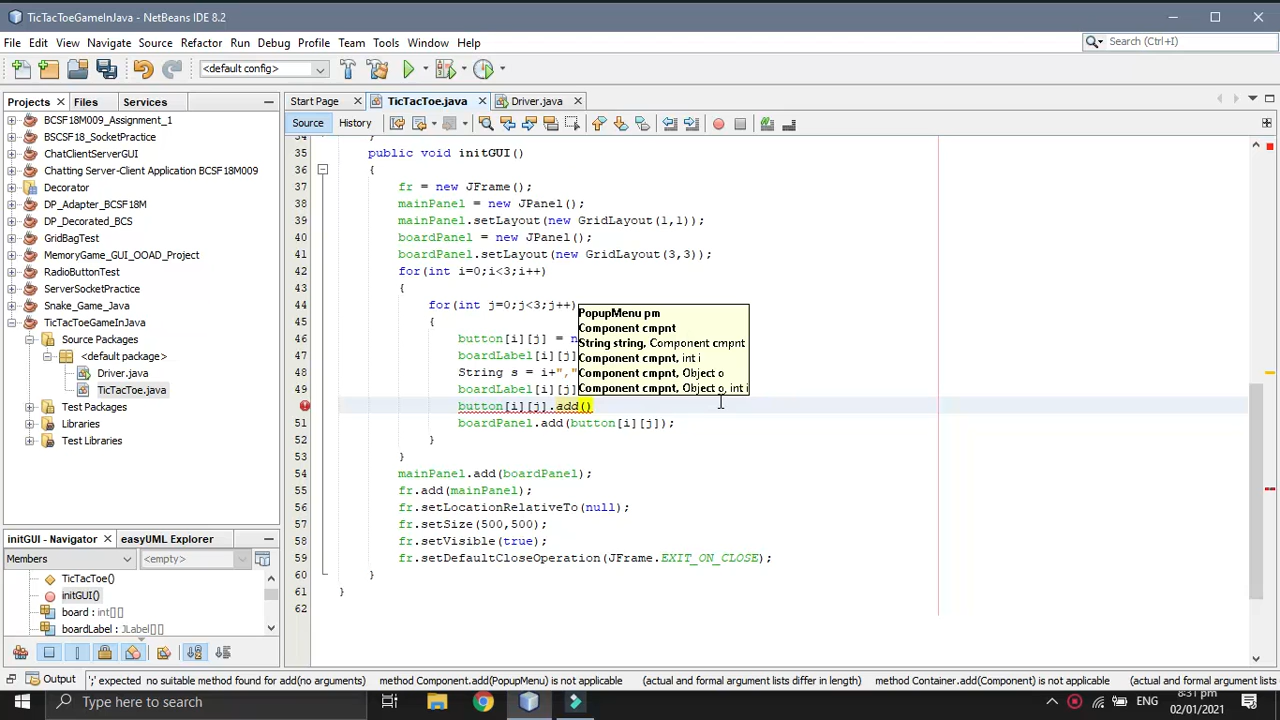 TicTacToeGameInJava - NetBeans IDE 8.2
File Edit View Navigate Source Refactor Run Debug Profile Team Tools Window Help
Search (Ctrl+I)
<default config>
Projects Files Services
Start Page TicTacToe.java Driver.java
Source History
BCSF18M009_Assignment_1
BSCSF18_SocketPractice
ChatClientServerGUI
Chatting Server-Client Application BCSF18M009
Decorator
DP_Adapter_BCSF18M
DP_Decorated_BCS
GridBagTest
MemoryGame_GUI_OOAD_Project
RadioButtonTest
ServerSocketPractice
Snake_Game_Java
TicTacToeGameInJava
Source Packages
<default package>
Driver.java
TicTacToe.java
Test Packages
Libraries
Test Libraries
34 }
35 public void initGUI()
36 {
37 fr = new JFrame();
38 mainPanel = new JPanel();
39 mainPanel.setLayout(new GridLayout(1,1));
40 boardPanel = new JPanel();
41 boardPanel.setLayout(new GridLayout(3,3));
42 for(int i=0;i<3;i++)
43 {
44 for(int j=0;j<3;j++)
45 {
46 button[i][j] = n
47 boardLabel[i][j]
48 String s = i+","
49 boardLabel[i][j]
button[i][j].add()
51 boardPanel.add(button[i][j]);
52 }
53 }
54 mainPanel.add(boardPanel);
55 fr.add(mainPanel);
56 fr.setLocationRelativeTo(null);
57 fr.setSize(500,500);
58 fr.setVisible(true);
59 fr.setDefaultCloseOperation(JFrame.EXIT_ON_CLOSE);
60 }
61 }
62
PopupMenu pm
Component cmpnt
String string, Component cmpnt
Component cmpnt, int i
Component cmpnt, Object o
Component cmpnt, Object o, int i
initGUI - Navigator easyUML Explorer
Members <empty>
TicTacToe()
initGUI()
board : int[][]
boardLabel : JLabel[][]
Output
';' expected no suitable method found for add(no arguments) method Component.add(PopupMenu) is not applicable (actual and formal argument lists differ in length) method Container.add(Component) is not applicable (actual and formal argument lists
Type here to search
ENG
8:31 pm
02/01/2021